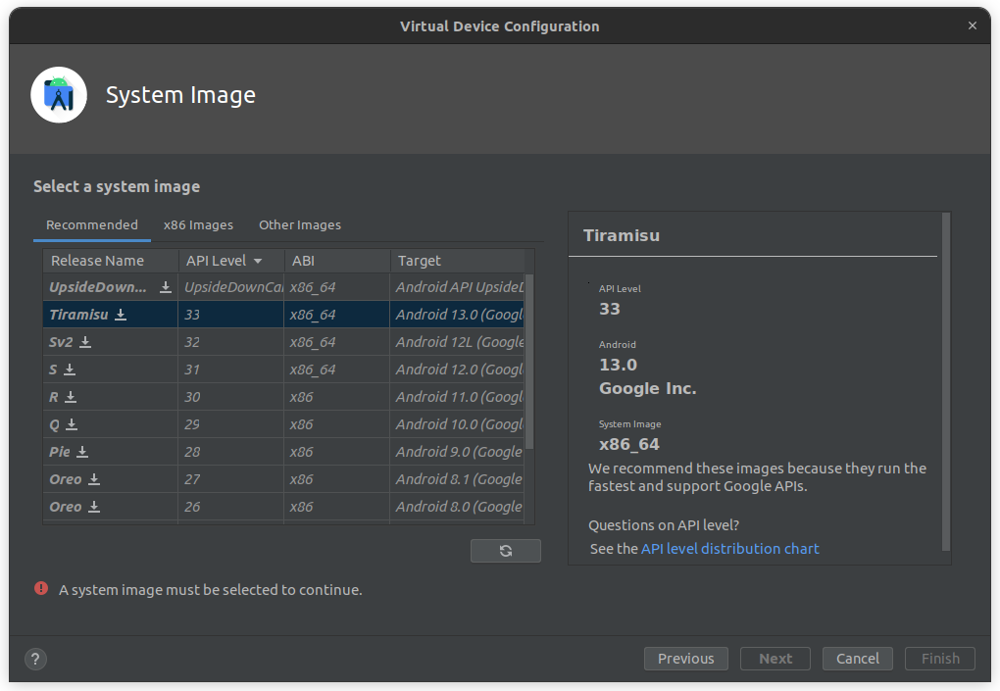 Virtual Device Configuration
System Image
Select a system image
Recommended x86 Images Other Images
Release Name API Level ABI Target
UpsideDown... UpsideDownCa x86_64 Android API Upside
Tiramisu 33 x86_64 Android 13.0 (Googl
Sv2 32 x86_64 Android 12L (Google
S 31 x86_64 Android 12.0 (Googl
R 30 x86 Android 11.0 (Googl
Q 29 x86 Android 10.0 (Googl
Pie 28 x86 Android 9.0 (Google
Oreo 27 x86 Android 8.1 (Google
Oreo 26 x86 Android 8.0 (Google
A system image must be selected to continue.
Tiramisu
API Level
33
Android
13.0
Google Inc.
System Image
x86_64
We recommend these images because they run the
fastest and support Google APIs.
Questions on API level?
See the API level distribution chart
? Previous Next Cancel Finish